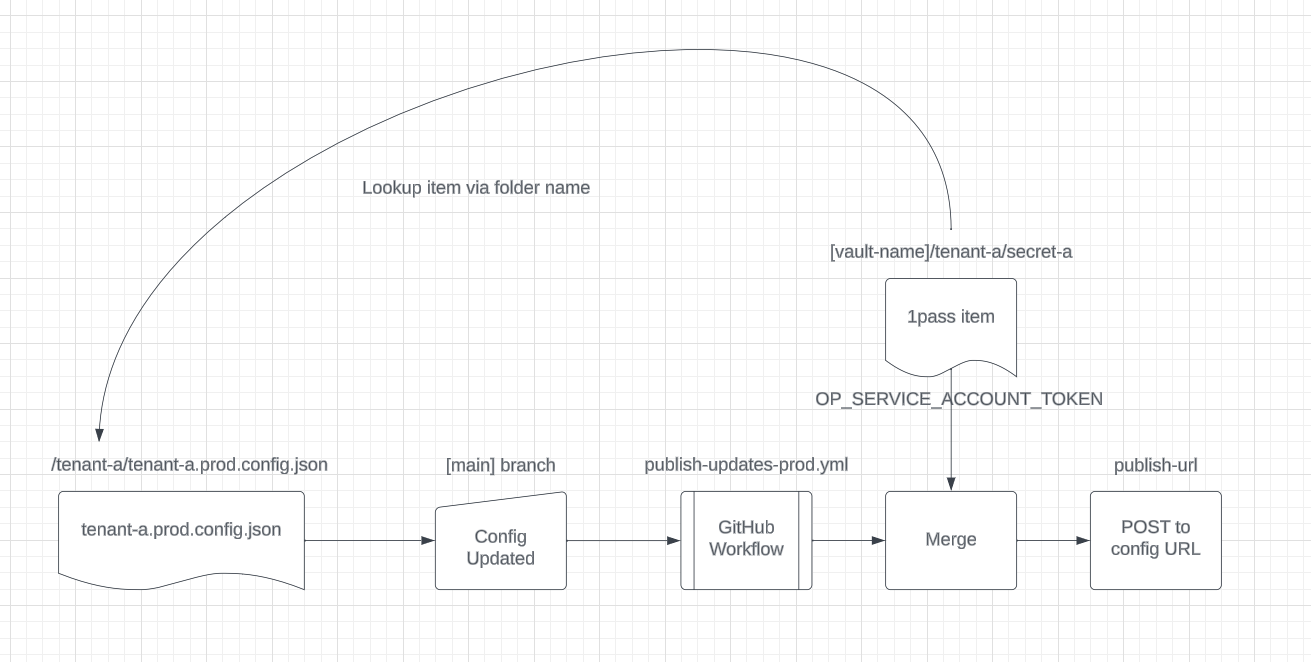 Lookup item via folder name
[vault-name]/tenant-a/secret-a
1pass item
OP_SERVICE_ACCOUNT_TOKEN
/tenant-a/tenant-a.prod.config.json
[main] branch
publish-updates-prod.yml
publish-url
tenant-a.prod.config.json
Config
Updated
GitHub
Workflow
Merge
POST to
config URL